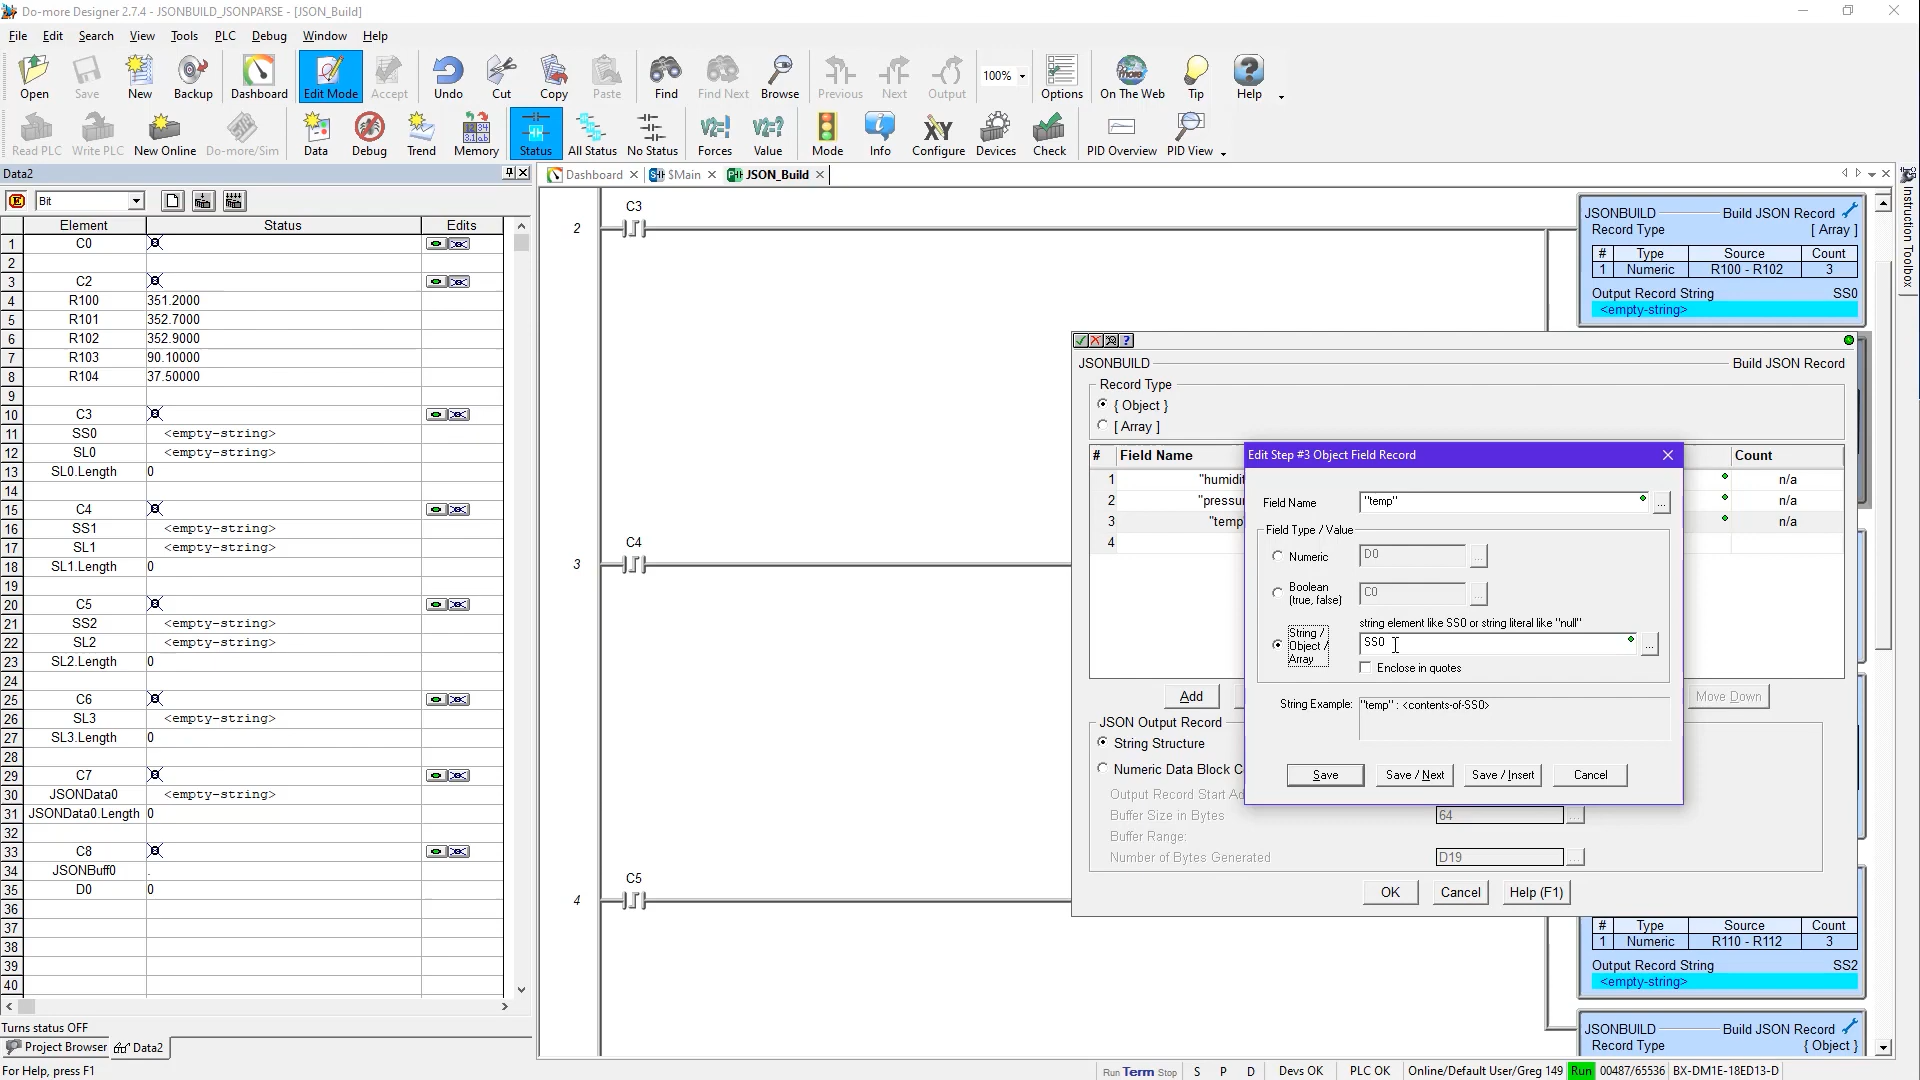 Do-more Designer 2.7.4 - JSONBUILD_JSONPARSE - [JSON_Build]
File Edit Search View Tools PLC Debug Window Help
Open Save New Backup Dashboard Edit Mode Accept Undo Cut Copy Paste Find Find Next Browse Previous Next Output 100% Options On The Web Tip Help
Read PLC Write PLC New Online Do-more/Sim Data Debug Trend Memory Status All Status No Status Forces Value Mode Info Configure Devices Check PID Overview PID View
Data2
Dashboard $Main JSON_Build
Bit
Element Status Edits
1 C0
2
3 C2
4 R100 351.2000
5 R101 352.7000
6 R102 352.9000
7 R103 90.10000
8 R104 37.50000
9
10 C3
11 SS0 <empty-string>
12 SL0 <empty-string>
13 SL0.Length 0
14
15 C4
16 SS1 <empty-string>
17 SL1 <empty-string>
18 SL1.Length 0
19
20 C5
21 SS2 <empty-string>
22 SL2 <empty-string>
23 SL2.Length 0
24
25 C6
26 SL3 <empty-string>
27 SL3.Length 0
28
29 C7
30 JSONData0 <empty-string>
31 JSONData0.Length 0
32
33 C8
34 JSONBuff0 .
35 D0 0
36
37
38
39
40
Turns status OFF
Project Browser Data2
2 C3
3 C4
4 C5
JSONBUILD Build JSON Record
Record Type [ Array ]
# Type Source Count
1 Numeric R100 - R102 3
Output Record String SS0
<empty-string>
JSONBUILD Build JSON Record
Record Type
{ Object }
[ Array ]
# Field Name Count
1 "humidit n/a
2 "pressu n/a
3 "temp n/a
4
Add Move Down
JSON Output Record
String Structure
Numeric Data Block C
Output Record Start Ad
Buffer Size in Bytes 64
Buffer Range:
Number of Bytes Generated D19
OK Cancel Help (F1)
Edit Step #3 Object Field Record
Field Name "temp" ...
Field Type / Value
Numeric D0 ...
Boolean
(true, false) C0 ...
string element like SS0 or string literal like "null"
String /
Object /
Array SS0 ...
Enclose in quotes
String Example: "temp" : <contents-of-SS0>
Save Save / Next Save / Insert Cancel
# Type Source Count
1 Numeric R110 - R112 3
Output Record String SS2
<empty-string>
JSONBUILD Build JSON Record
Record Type { Object }
Instruction Toolbox
For Help, press F1
Run Term Stop S P D Devs OK PLC OK Online/Default User/Greg 149 Run 00487/65536 BX-DM1E-18ED13-D